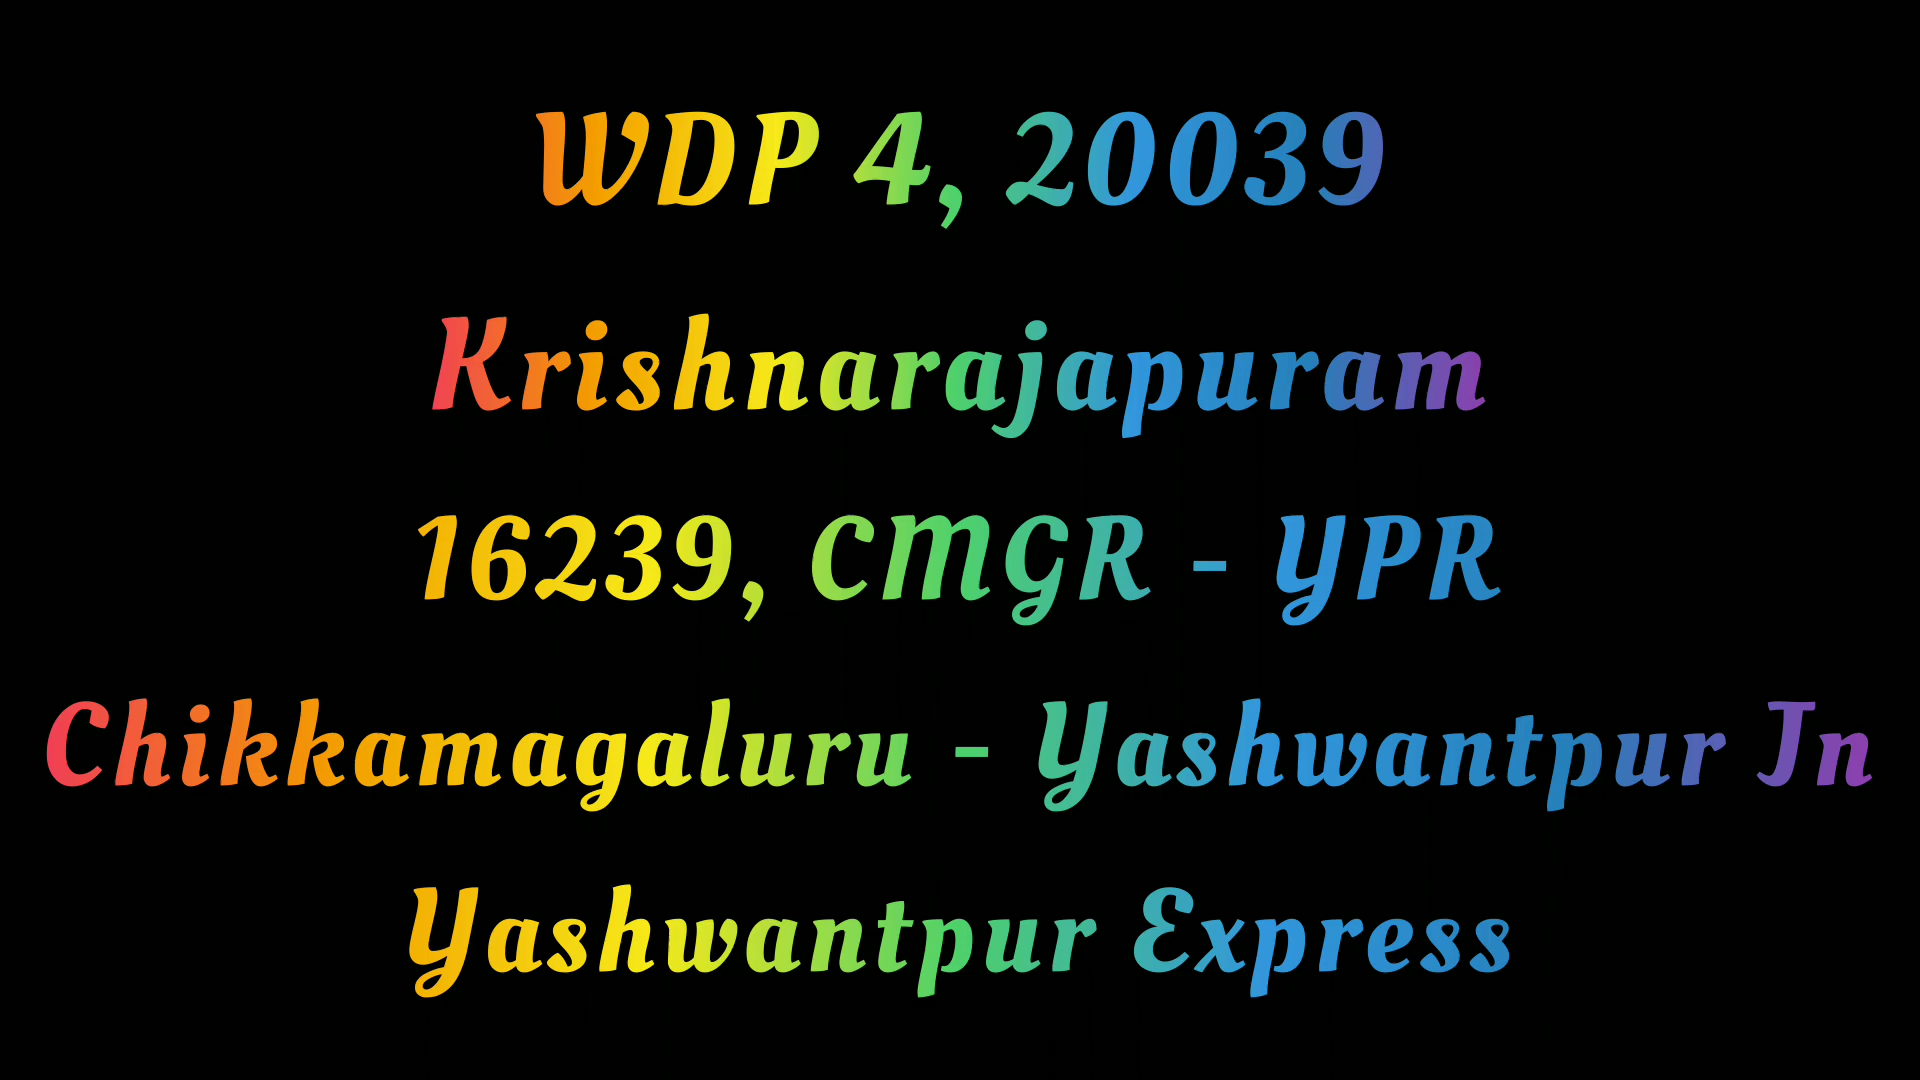 WDP 4, 20039
Krishnarajapuram
16239, CMGR - YPR
Chikkamagaluru - Yashwantpur Jn
Yashwantpur Express